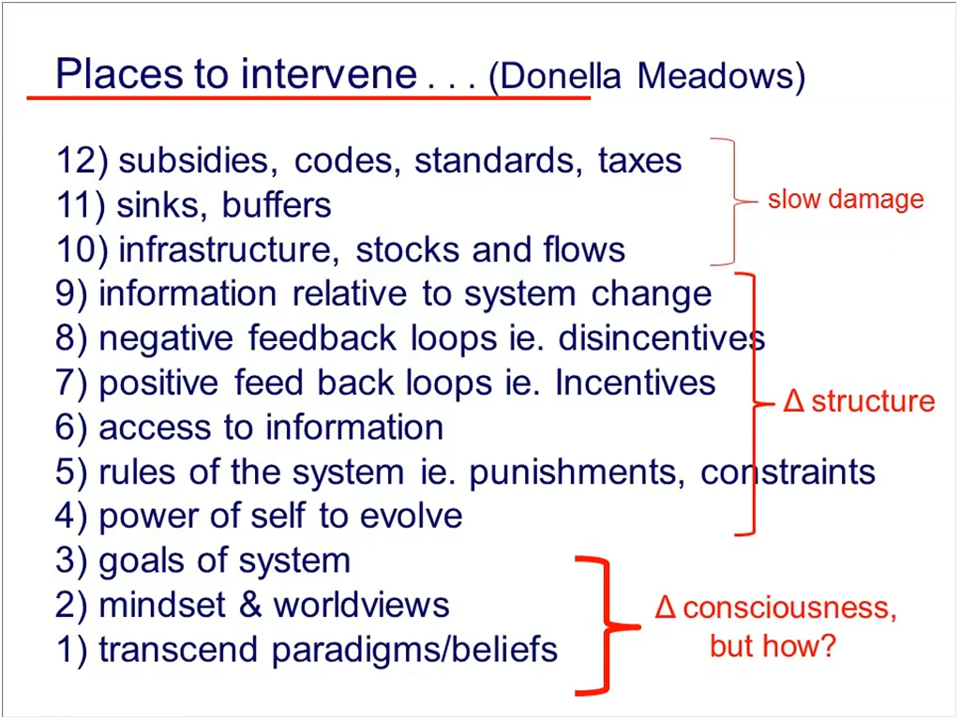 Places to intervene . . . (Donella Meadows)
12) subsidies, codes, standards, taxes
11) sinks, buffers
10) infrastructure, stocks and flows
slow damage
9) information relative to system change
8) negative feedback loops ie. disincentives
7) positive feed back loops ie. Incentives
6) access to information
5) rules of the system ie. punishments, constraints
4) power of self to evolve
Δ structure
3) goals of system
2) mindset & worldviews
1) transcend paradigms/beliefs
Δ consciousness,
but how?